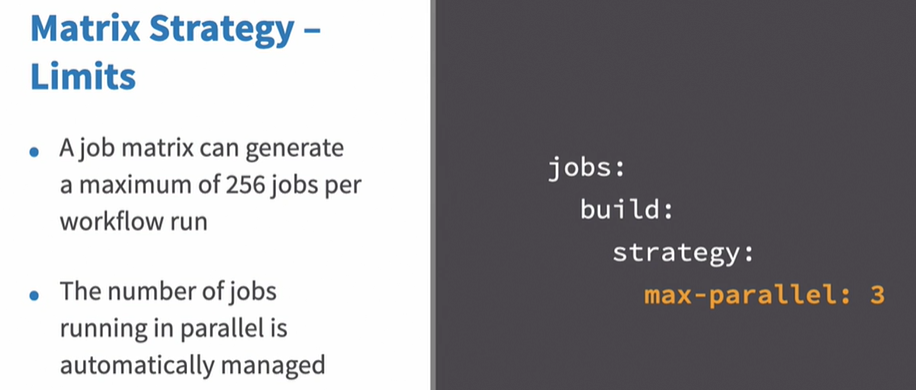 Matrix Strategy –
Limits
• A job matrix can generate
a maximum of 256 jobs per
workflow run
• The number of jobs
running in parallel is
automatically managed
jobs:
  build:
    strategy:
      max-parallel: 3